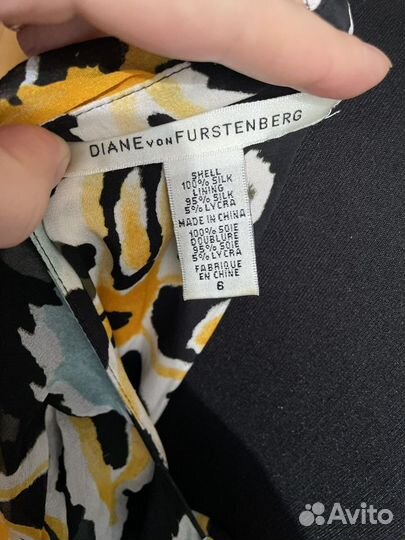 DIANE VON FURSTENBERG
SHELL
100% SILK
LINING
95% SILK
5% LYCRA
MADE IN CHINA
100% SOIE
DOUBLURE
95% SOIE
5% LYCRA
FABRIQUE
EN CHINE
6
Avito